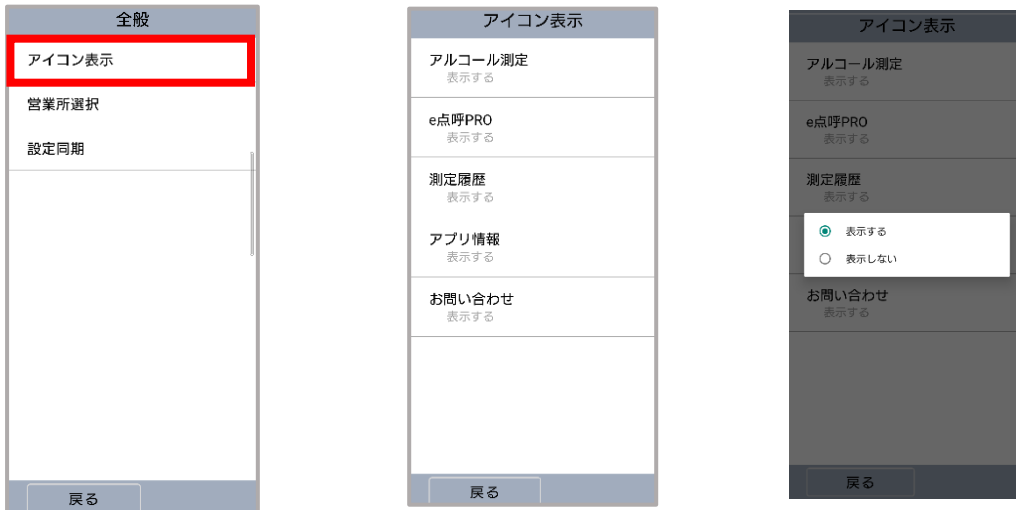 全般
アイコン表示
営業所選択
設定同期
戻る
アイコン表示
アルコール測定
表示する
e点呼PRO
表示する
測定履歴
表示する
アプリ情報
表示する
お問い合わせ
表示する
戻る
アイコン表示
アルコール測定
表示する
e点呼PRO
表示する
測定履歴
表示する
表示する
表示しない
お問い合わせ
表示する
戻る